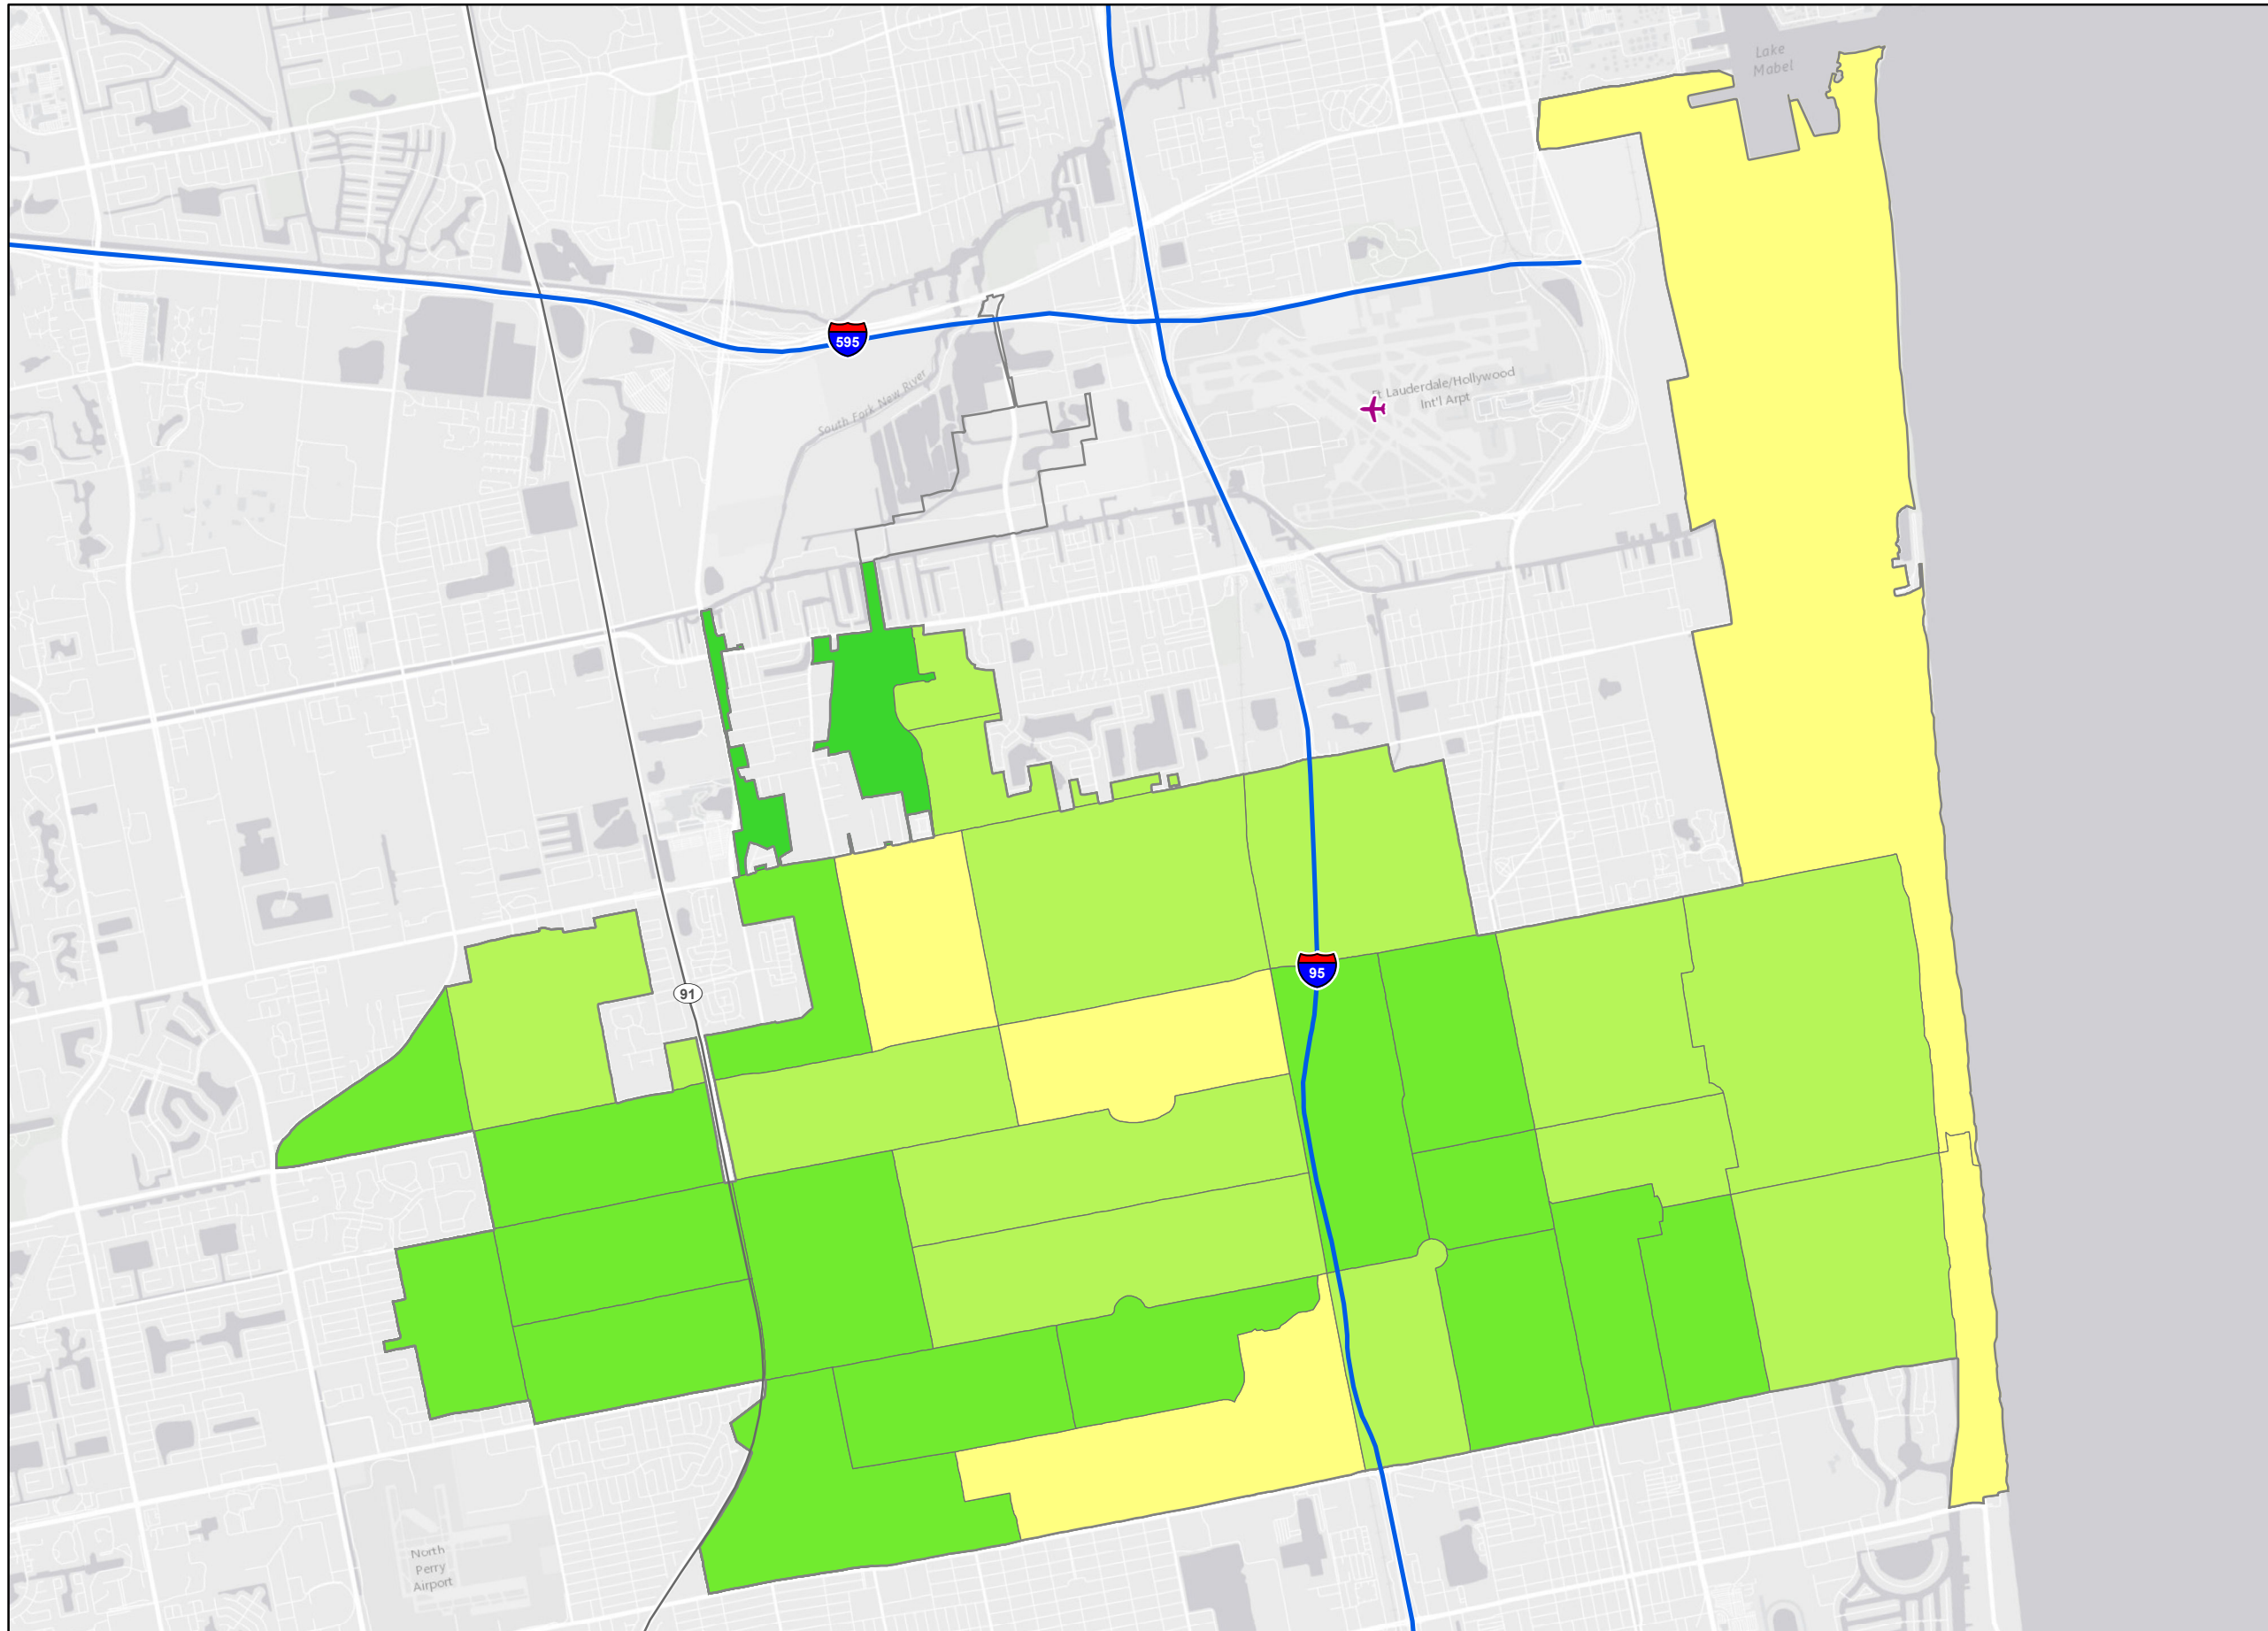 Lake
Mabel
595
South Fork New River
Ft Lauderdale/Hollywood
Int'l Arpt
95
91
North
Perry
Airport